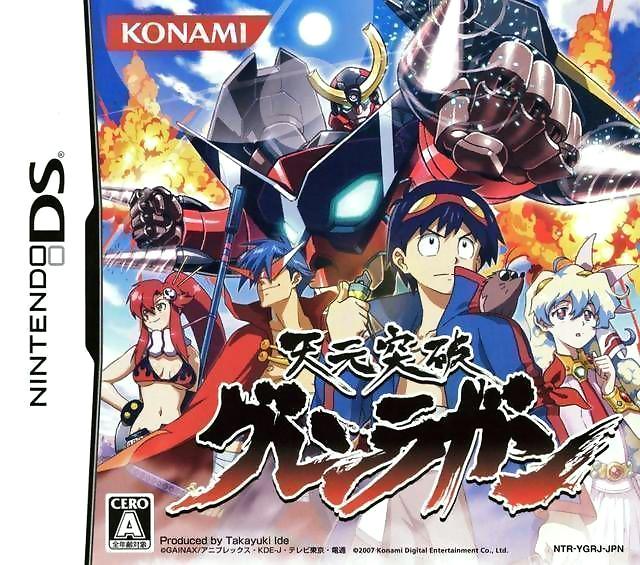 KONAMI
NINTENDO DS®
天元突破
グレンラガン
CERO
A
全年齢対象
Produced by Takayuki Ide
©GAINAX/アニプレックス・KDE-J・テレビ東京・電通 ©2007 Konami Digital Entertainment Co., Ltd.
NTR-YGRJ-JPN